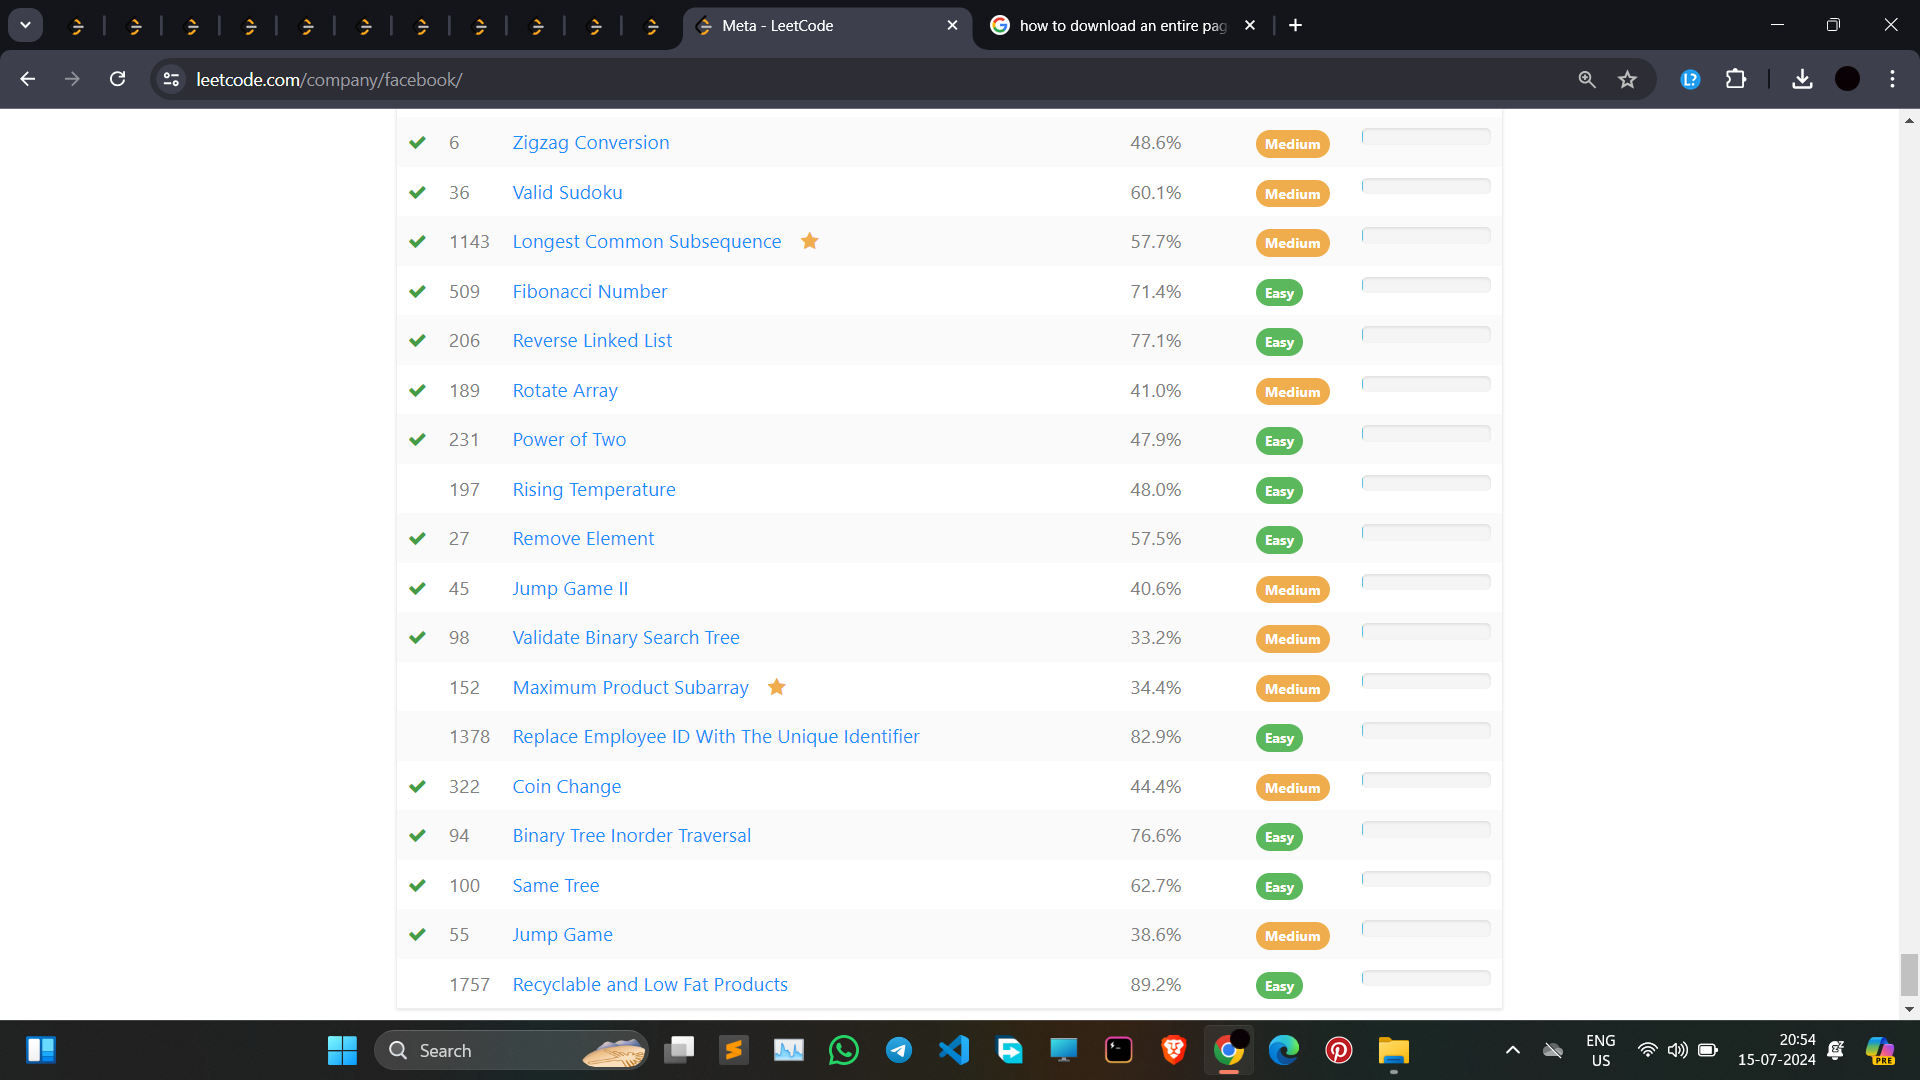 Meta - LeetCode
how to download an entire pag
leetcode.com/company/facebook/
L?
6 Zigzag Conversion 48.6% Medium
36 Valid Sudoku 60.1% Medium
1143 Longest Common Subsequence 57.7% Medium
509 Fibonacci Number 71.4% Easy
206 Reverse Linked List 77.1% Easy
189 Rotate Array 41.0% Medium
231 Power of Two 47.9% Easy
197 Rising Temperature 48.0% Easy
27 Remove Element 57.5% Easy
45 Jump Game II 40.6% Medium
98 Validate Binary Search Tree 33.2% Medium
152 Maximum Product Subarray 34.4% Medium
1378 Replace Employee ID With The Unique Identifier 82.9% Easy
322 Coin Change 44.4% Medium
94 Binary Tree Inorder Traversal 76.6% Easy
100 Same Tree 62.7% Easy
55 Jump Game 38.6% Medium
1757 Recyclable and Low Fat Products 89.2% Easy
Search
ENG
US
20:54
15-07-2024
PRE